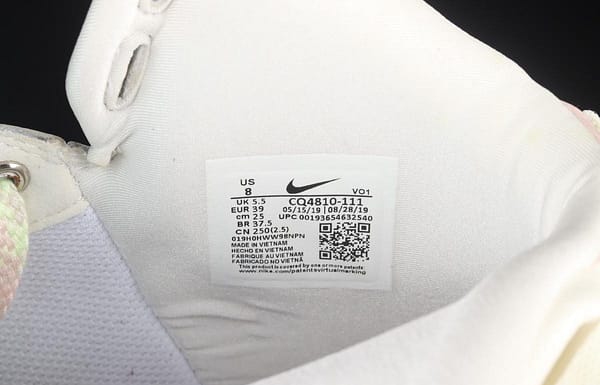 US
8
VO1
UK 5.5
CQ4810-111
EUR 39
05/15/19 | 08/28/19
cm 25
UPC 00193654632540
BR 37.5
CN 250(2.5)
019H0HWW98NPN
MADE IN VIETNAM
HECHO EN VIETNAM
FABRIQUE AU VIETNAM
FABRICADO NO VIETNÃ
This product is covered by one or more patents
www.nike.com/patentsvirtualmarking